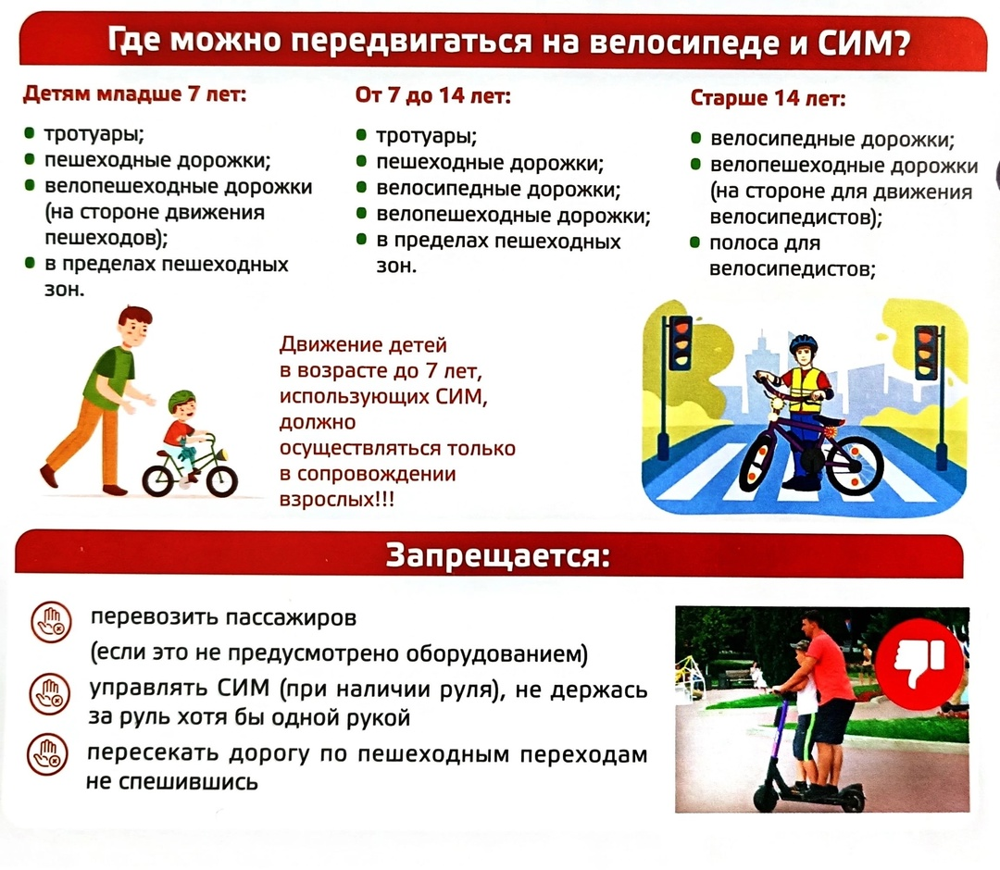 Где можно передвигаться на велосипеде и СИМ?
Детям младше 7 лет:
тротуары;
пешеходные дорожки;
велопешеходные дорожки
(на стороне движения
пешеходов);
в пределах пешеходных
зон.
От 7 до 14 лет:
тротуары;
пешеходные дорожки;
велосипедные дорожки;
велопешеходные дорожки;
в пределах пешеходных
зон.
Старше 14 лет:
велосипедные дорожки;
велопешеходные дорожки
(на стороне для движения
велосипедистов);
полоса для
велосипедистов;
Движение детей
в возрасте до 7 лет,
использующих СИМ,
должно
осуществляться только
в сопровождении
взрослых!!!
Запрещается:
перевозить пассажиров
(если это не предусмотрено оборудованием)
управлять СИМ (при наличии руля), не держась
за руль хотя бы одной рукой
пересекать дорогу по пешеходным переходам
не спешившись